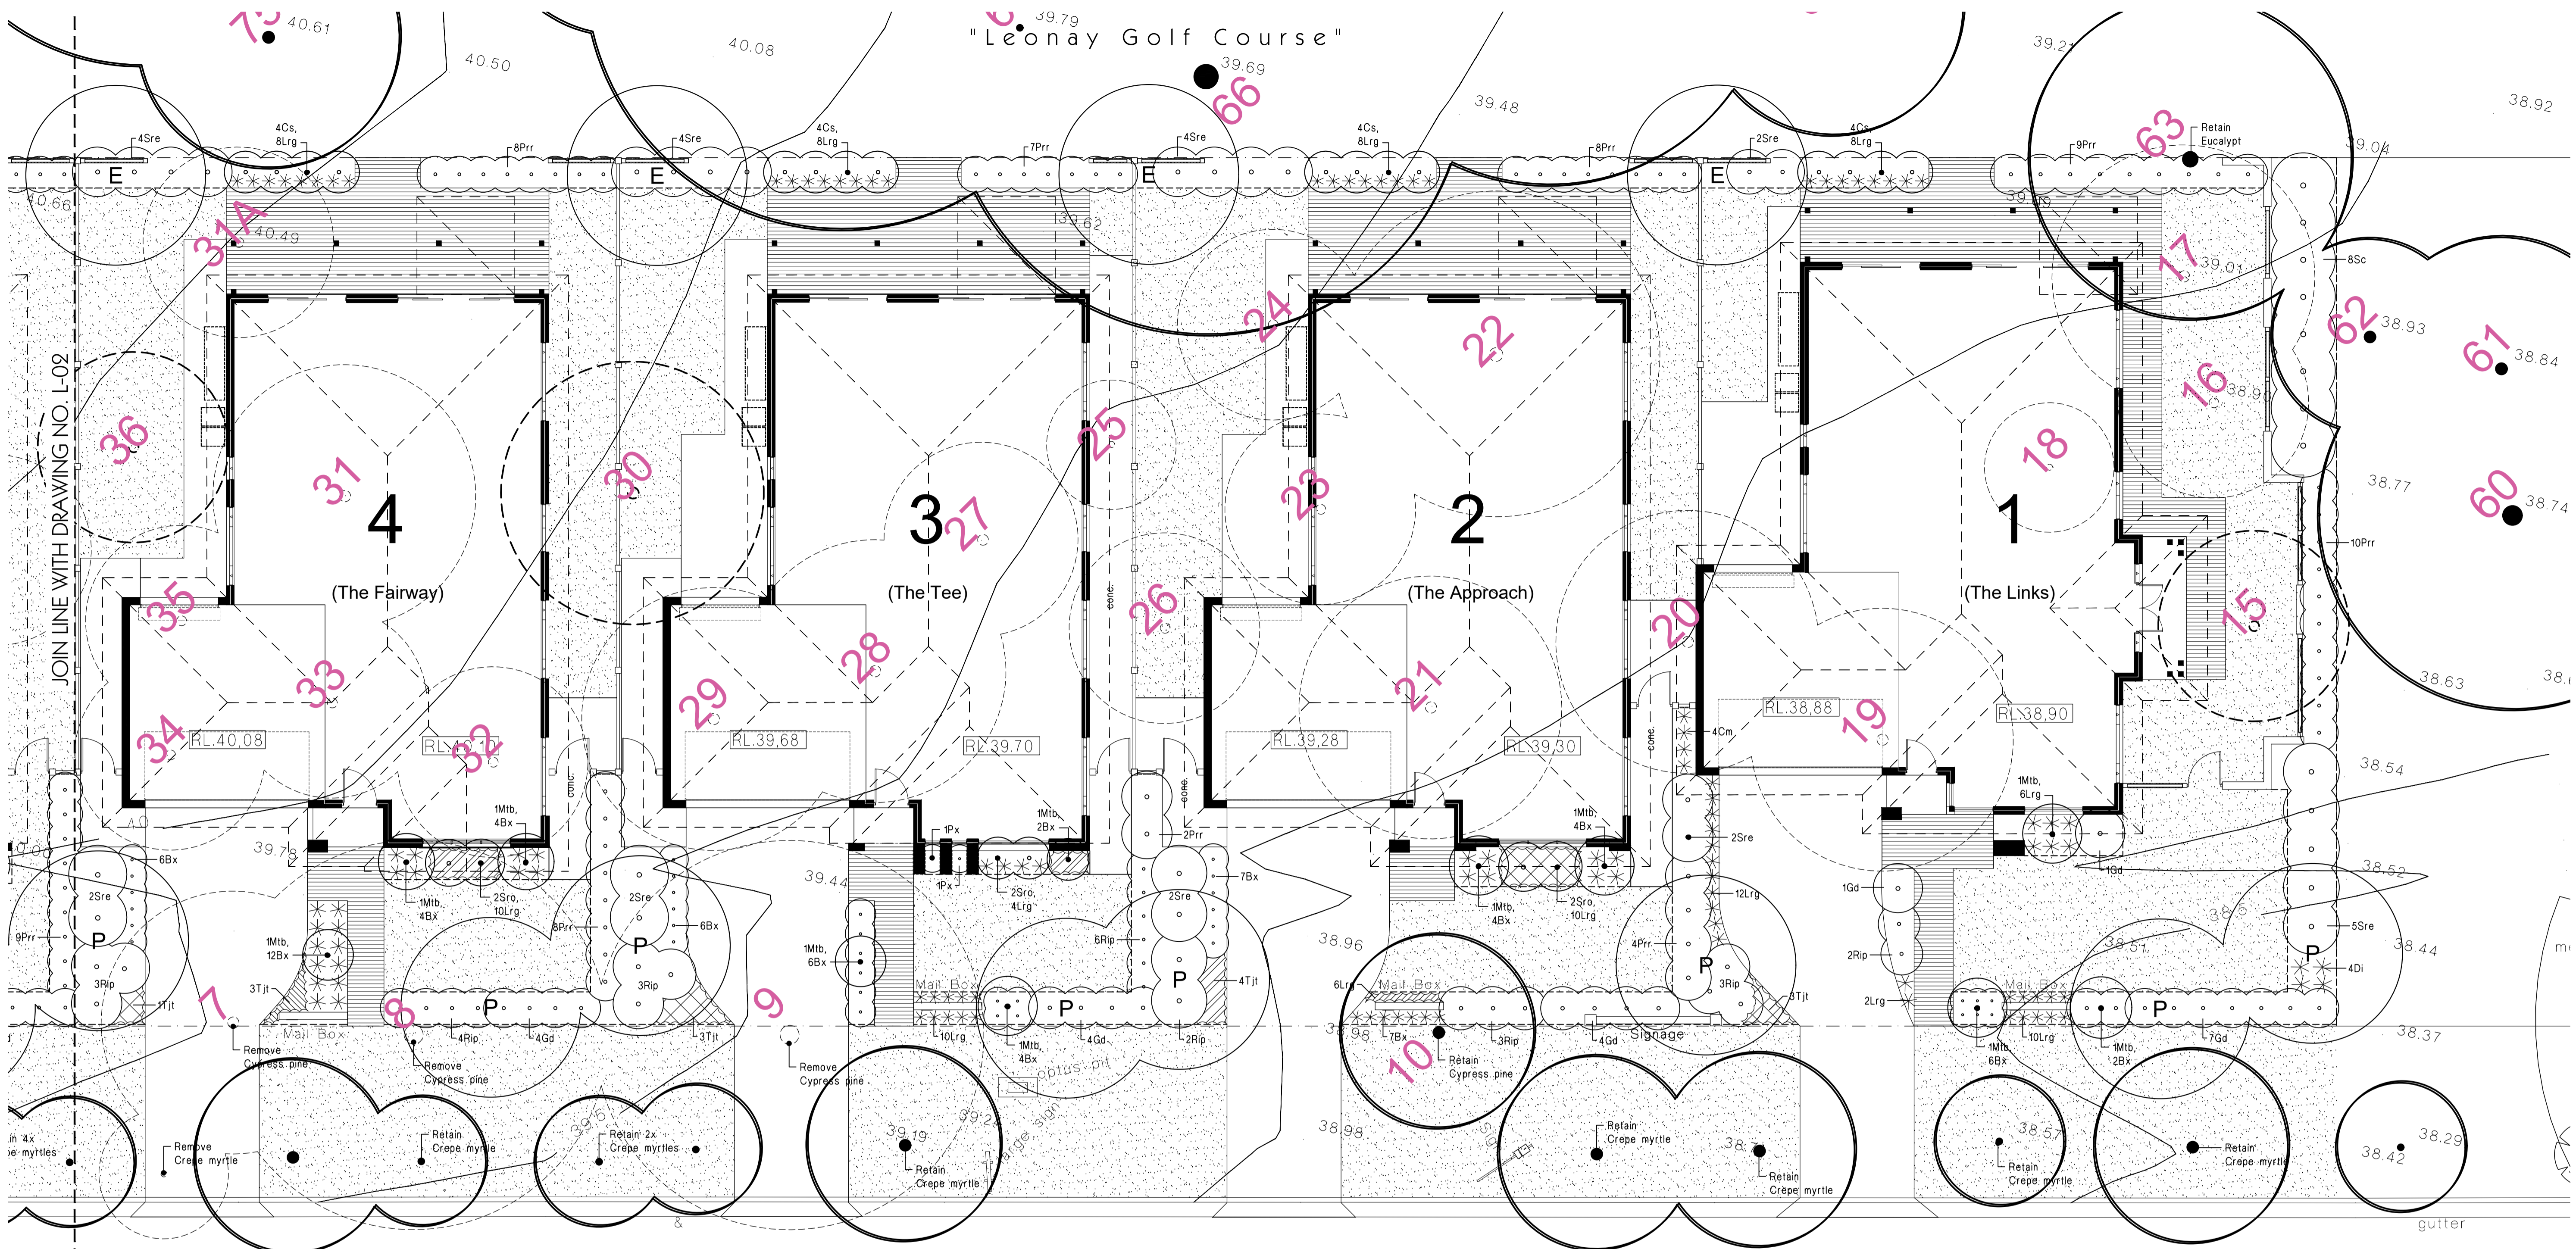 40.61
39.79
"Leonay Golf Course"
40.50
40.08
39.69
66
39.48
39.21
38.92
4Sre
4Cs,
8Lrg
8Prr
4Cs,
8Lrg
7Prr
4Sre
4Cs,
8Lrg
8Prr
2Sre
4Cs,
8Lrg
9Prr
63
Retain
Eucalypt
39.04
E
E
E
E
40.66
31A
40.49
39.62
17
39.01
8Sc
24
22
62
38.93
61
38.84
JOIN LINE WITH DRAWING NO. L-02
36
31
30
25
23
18
16
38.90
38.77
60
38.74
4
3
27
2
1
10Prr
(The Fairway)
(The Tee)
(The Approach)
(The Links)
conc.
35
26
20
15
33
28
29
21
38.63
34
RL.40,08
32
RL.39,68
RL.39.70
RL.39,28
RL.39,30
RL.38,88
19
RL.38,90
4Cm
38.54
conc.
conc.
conc.
1Mtb,
4Bx
1Px
1Mtb,
2Bx
2Prr
1Mtb,
4Bx
2Sre
1Mtb,
6Lrg
6Bx
39.44
1Px
7Bx
1Gd
38.52
2Sre
1Mtb,
4Bx
2Sro,
10Lrg
2Sre
2Sro,
4Lrg
2Sre
1Mtb,
4Bx
2Sro,
10Lrg
12Lrg
1Gd
9Prr
P
1Mtb,
12Bx
8Prr
P
6Bx
1Mtb,
6Bx
6Rip
P
38.96
4Prr
P
2Rip
38.51
5Sre
P
38.44
3Rip
1Tjt
3Tjt
3Rip
4Tjt
3Rip
3Tjt
4Di
7
8
P
9
Mail Box
P
6Lrg
Mail Box
2Lrg
Mail Box
P
Mail Box
4Rip
4Gd
3Tjt
10Lrg
1Mtb,
4Bx
4Gd
2Rip
38.98
7Bx
3Rip
4Gd
Signage
1Mtb,
6Bx
10Lrg
1Mtb,
2Bx
7Gd
38.37
Remove
Cypress pine
Remove
Cypress pine
Remove
Cypress pine
optus pit
10
Retain
Cypress pine
Remove
Crepe myrtle
Retain
Crepe myrtle
Retain 2x
Crepe myrtles
39.19
Retain
Crepe myrtle
38.98
Retain
Crepe myrtle
Retain
Crepe myrtle
38.57
Retain
Crepe myrtle
Retain
Crepe myrtle
38.42
38.29
&
gutter